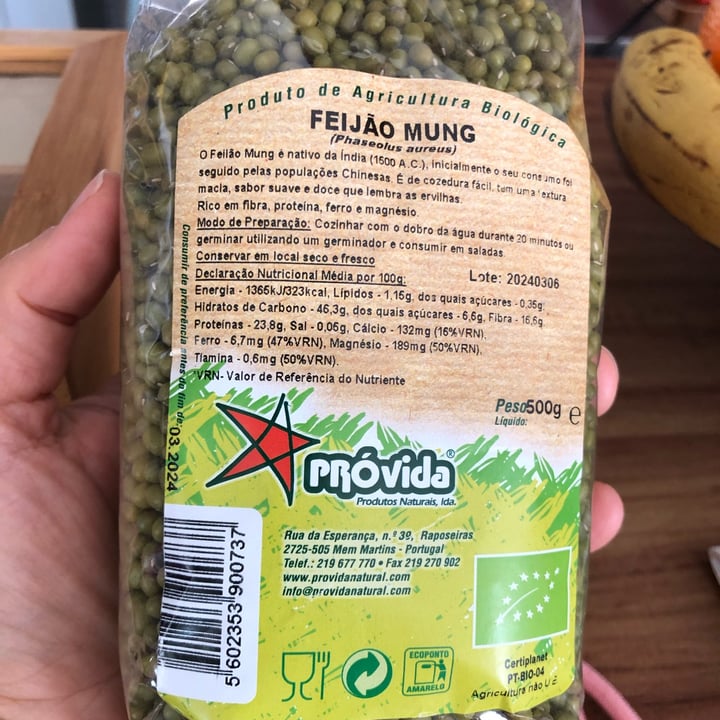 Produto de Agricultura Biológica
FEIJÃO MUNG
(Phaseolus aureus)
O Feijão Mung é nativo da Índia (1500 A.C.), inicialmente o seu consumo foi
seguido pelas populações Chinesas. É de cozedura fácil, tem uma textura
macia, sabor suave e doce que lembra as ervilhas.
Rico em fibra, proteína, ferro e magnésio.
Modo de Preparação: Cozinhar com o dobro da água durante 20 minutos ou
germinar utilizando um germinador e consumir em saladas
Conservar em local seco e fresco
Lote: 20240306
Declaração Nutricional Média por 100g:
Energia - 1365kJ/323kcal, Lípidos - 1,15g, dos quais açúcares - 0,35g
Hidratos de Carbono - 46,3g, dos quais açúcares - 6,6g, Fibra - 16,6g
Proteínas - 23,8g, Sal - 0,06g, Cálcio - 132mg (16%VRN),
Ferro - 6,7mg (47%VRN), Magnésio - 189mg (50%VRN),
Tiamina - 0,6mg (50%VRN).
*VRN- Valor de Referência do Nutriente
Consumir de preferência antes do fim de: 03.2024
Peso 500g e
Líquido:
PRÓVIDA®
Produtos Naturais, lda.
Rua da Esperança, n.º 39, Raposeiras
2725-505 Mem Martins - Portugal
Telef.: 219 677 770 • Fax 219 270 902
www.providanatural.com
info@providanatural.com
5602353900737
ECOPONTO
AMARELO
Certiplanet
PT-BIO-04
Agricultura não U E